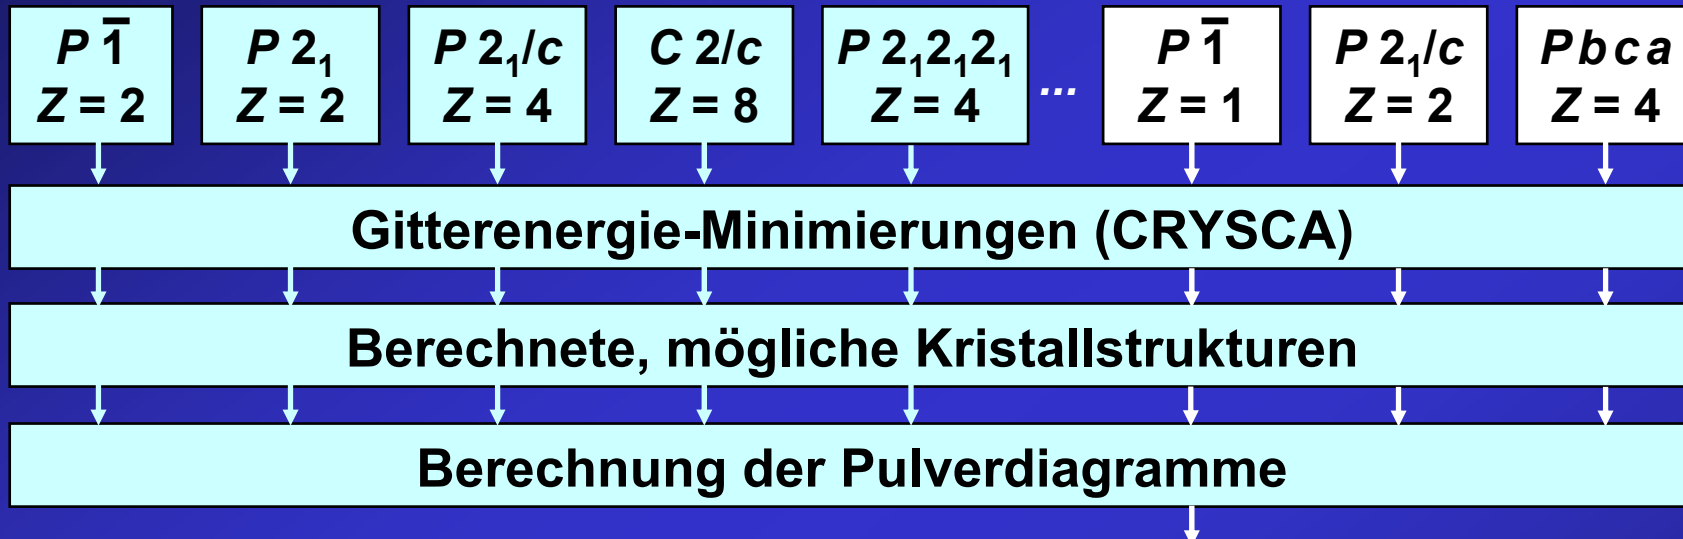 P 1̅ P 2₁ P 2₁/c C 2/c P 2₁2₁2₁ ... P 1̅ P 2₁/c P b c a
Z = 2 Z = 2 Z = 4 Z = 8 Z = 4 Z = 1 Z = 2 Z = 4
Gitterenergie-Minimierungen (CRYSCA)
Berechnete, mögliche Kristallstrukturen
Berechnung der Pulverdiagramme